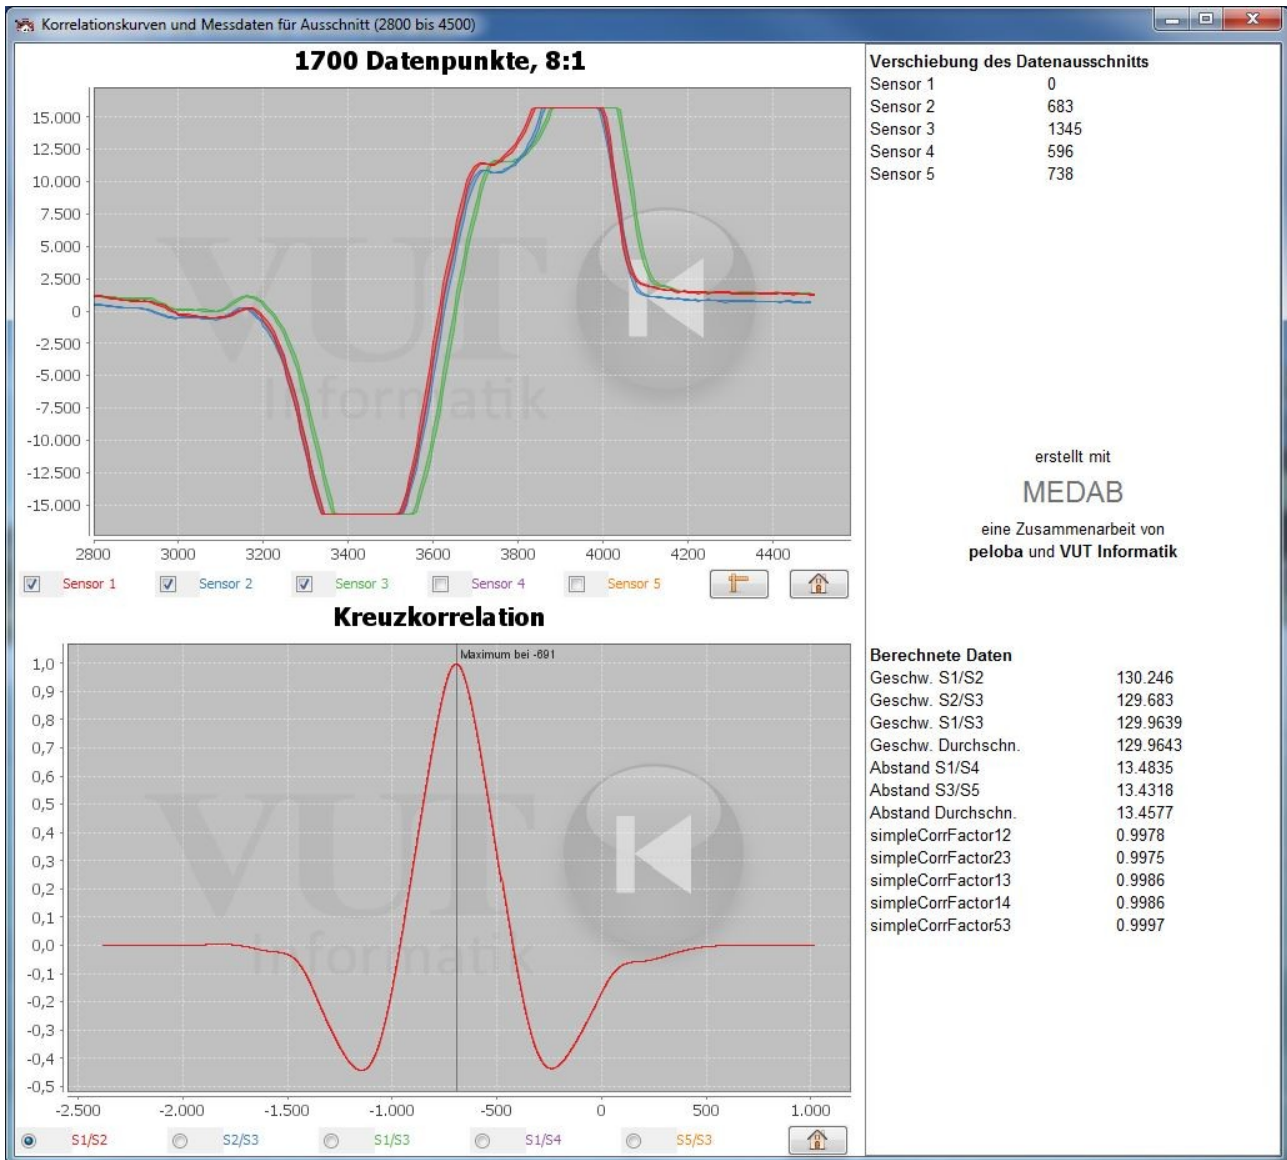 Korrelationskurven und Messdaten für Ausschnitt (2800 bis 4500)
1700 Datenpunkte, 8:1
15.000
12.500
10.000
7.500
5.000
2.500
0
-2.500
-5.000
-7.500
-10.000
-12.500
-15.000
VUT
Informatik
2800 3000 3200 3400 3600 3800 4000 4200 4400
Sensor 1 Sensor 2 Sensor 3 Sensor 4 Sensor 5
Kreuzkorrelation
Maximum bei -691
1,0
0,9
0,8
0,7
0,6
0,5
0,4
0,3
0,2
0,1
0,0
-0,1
-0,2
-0,3
-0,4
-0,5
VUT
Informatik
-2.500 -2.000 -1.500 -1.000 -500 0 500 1.000
S1/S2 S2/S3 S1/S3 S1/S4 S5/S3
Verschiebung des Datenausschnitts
Sensor 1 0
Sensor 2 683
Sensor 3 1345
Sensor 4 596
Sensor 5 738
erstellt mit
MEDAB
eine Zusammenarbeit von
peloba und VUT Informatik
Berechnete Daten
Geschw. S1/S2 130.246
Geschw. S2/S3 129.683
Geschw. S1/S3 129.9639
Geschw. Durchschn. 129.9643
Abstand S1/S4 13.4835
Abstand S3/S5 13.4318
Abstand Durchschn. 13.4577
simpleCorrFactor12 0.9978
simpleCorrFactor23 0.9975
simpleCorrFactor13 0.9986
simpleCorrFactor14 0.9986
simpleCorrFactor53 0.9997